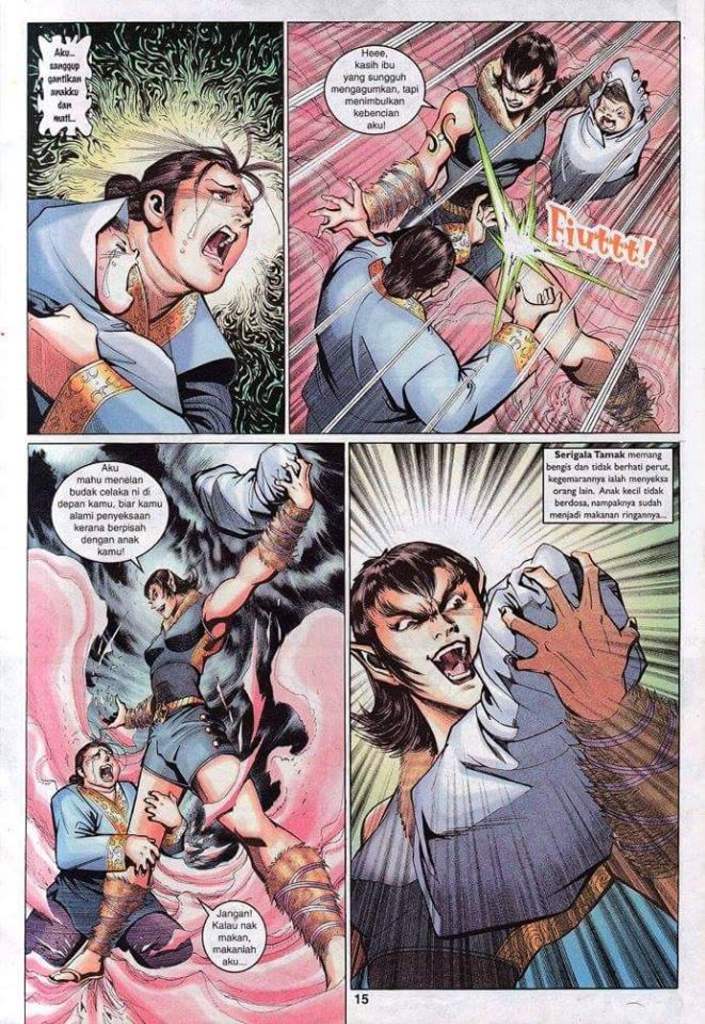 Aku...
sanggup
gantikan
anakku
dan
mati...
Heee,
kasih ibu
yang sungguh
mengagumkan, tapi
menimbulkan
kebencian
aku!
Fiuttt!
Aku
mahu menelan
budak celaka ni di
depan kamu, biar kamu
alami penyeksaan
kerana berpisah
dengan anak
kamu!
Jangan!
Kalau nak
makan,
makanlah
aku...
Serigala Tamak memang
bengis dan tidak berhati perut,
kegemarannya ialah menyeksa
orang lain. Anak kecil tidak
berdosa, nampaknya sudah
menjadi makanan ringannya...
15